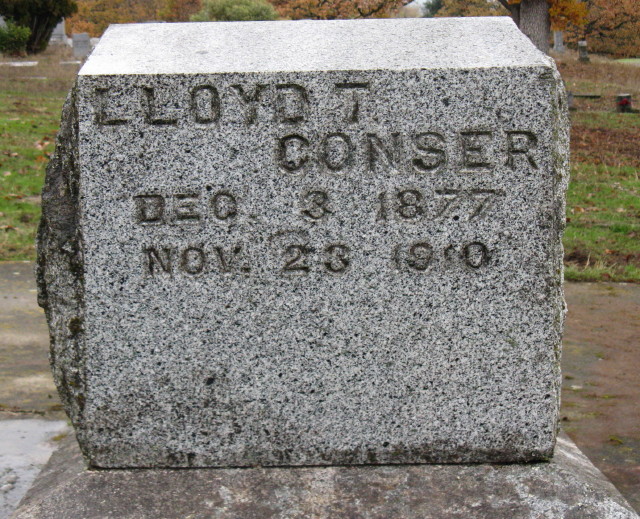 LLOYD T
CONSER
DEC. 3 1877
NOV. 23 1910